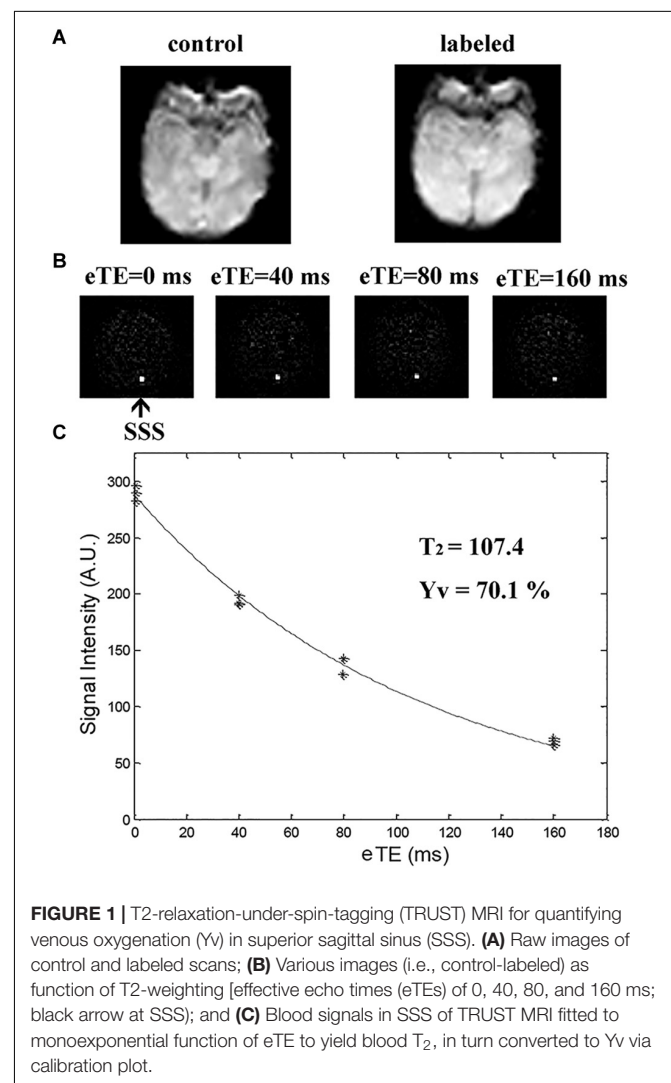 A
control labeled
B
eTE=0 ms eTE=40 ms eTE=80 ms eTE=160 ms
SSS
C
300
250
200
150
100
50
0
Signal Intensity (A.U.)
T₂ = 107.4
Yv = 70.1 %
0 20 40 60 80 100 120 140 160 180
eTE (ms)
FIGURE 1 | T2-relaxation-under-spin-tagging (TRUST) MRI for quantifying
venous oxygenation (Yv) in superior sagittal sinus (SSS). (A) Raw images of
control and labeled scans; (B) Various images (i.e., control-labeled) as
function of T2-weighting [effective echo times (eTEs) of 0, 40, 80, and 160 ms;
black arrow at SSS); and (C) Blood signals in SSS of TRUST MRI fitted to
monoexponential function of eTE to yield blood T₂, in turn converted to Yv via
calibration plot.